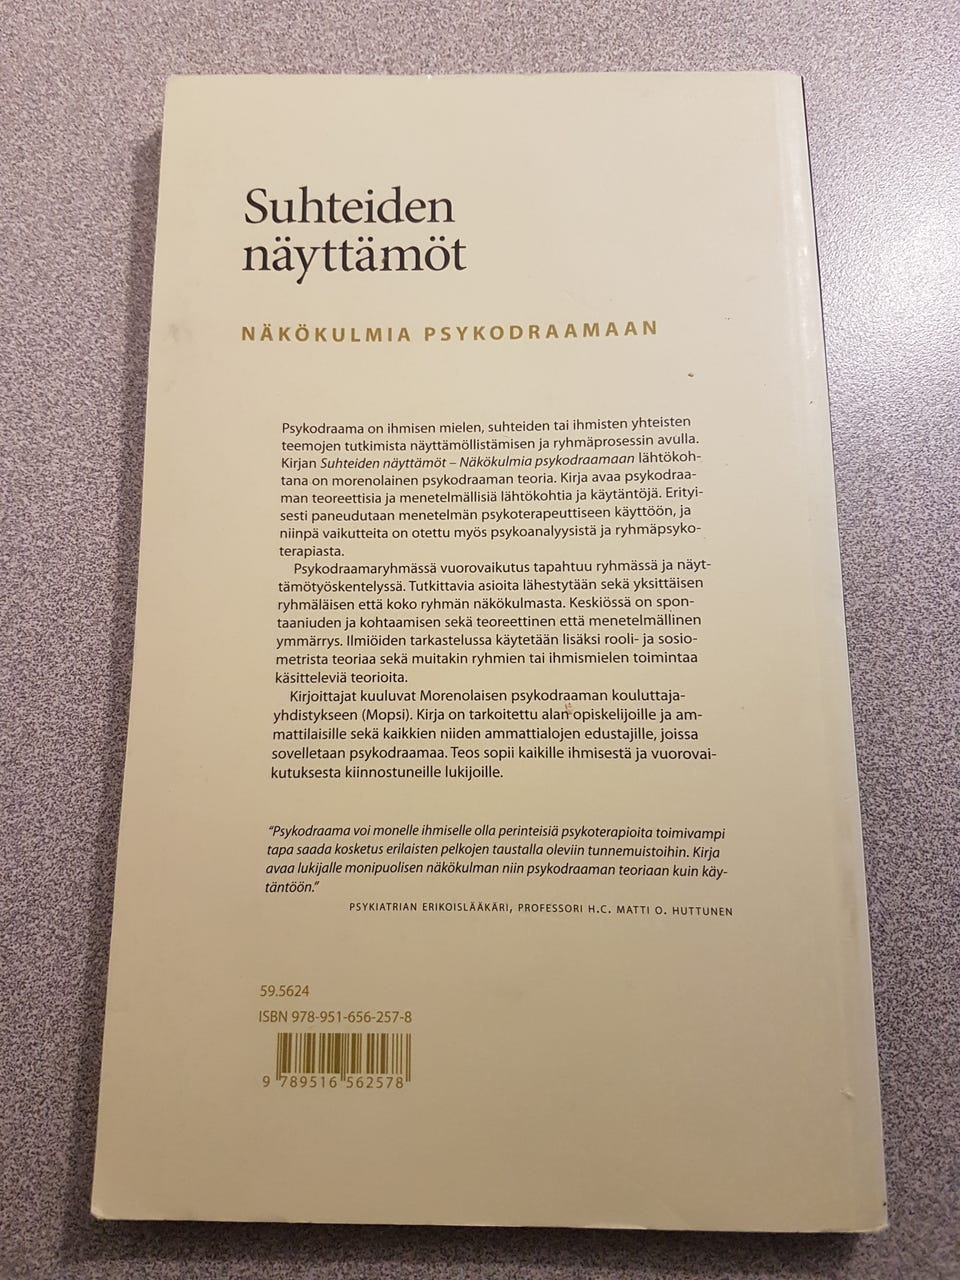 Suhteiden
näyttämöt
NÄKÖKULMIA PSYKODRAAMAAN
Psykodraama on ihmisen mielen, suhteiden tai ihmisten yhteisten
teemojen tutkimista näyttämöllistämisen ja ryhmäprosessin avulla.
Kirjan Suhteiden näyttämöt – Näkökulmia psykodraamaan lähtökoh-
tana on morenolainen psykodraaman teoria. Kirja avaa psykodraa-
man teoreettisia ja menetelmällisiä lähtökohtia ja käytäntöjä. Erityi-
sesti paneudutaan menetelmän psykoterapeuttiseen käyttöön, ja
niinpä vaikutteita on otettu myös psykoanalyysistä ja ryhmäpsyko-
terapiasta.
Psykodraamaryhmässä vuorovaikutus tapahtuu ryhmässä ja näyt-
tämötyöskentelyssä. Tutkittavia asioita lähestytään sekä yksittäisen
ryhmäläisen että koko ryhmän näkökulmasta. Keskiössä on spon-
taaniuden ja kohtaamisen sekä teoreettinen että menetelmällinen
ymmärrys. Ilmiöiden tarkastelussa käytetään lisäksi rooli- ja sosio-
metrista teoriaa sekä muitakin ryhmien tai ihmismielen toimintaa
käsitteleviä teorioita.
Kirjoittajat kuuluvat Morenolaisen psykodraaman kouluttaja-
yhdistykseen (Mopsi). Kirja on tarkoitettu alan opiskelijoille ja am-
mattilaisille sekä kaikkien niiden ammattialojen edustajille, joissa
sovelletaan psykodraamaa. Teos sopii kaikille ihmisestä ja vuorovai-
kutuksesta kiinnostuneille lukijoille.
“Psykodraama voi monelle ihmiselle olla perinteisiä psykoterapioita toimivampi
tapa saada kosketus erilaisten pelkojen taustalla oleviin tunnemuistoihin. Kirja
avaa lukijalle monipuolisen näkökulman niin psykodraaman teoriaan kuin käy-
täntöön.”
PSYKIATRIAN ERIKOISLÄÄKÄRI, PROFESSORI H.C. MATTI O. HUTTUNEN
59.5624
ISBN 978-951-656-257-8
9 789516 562578